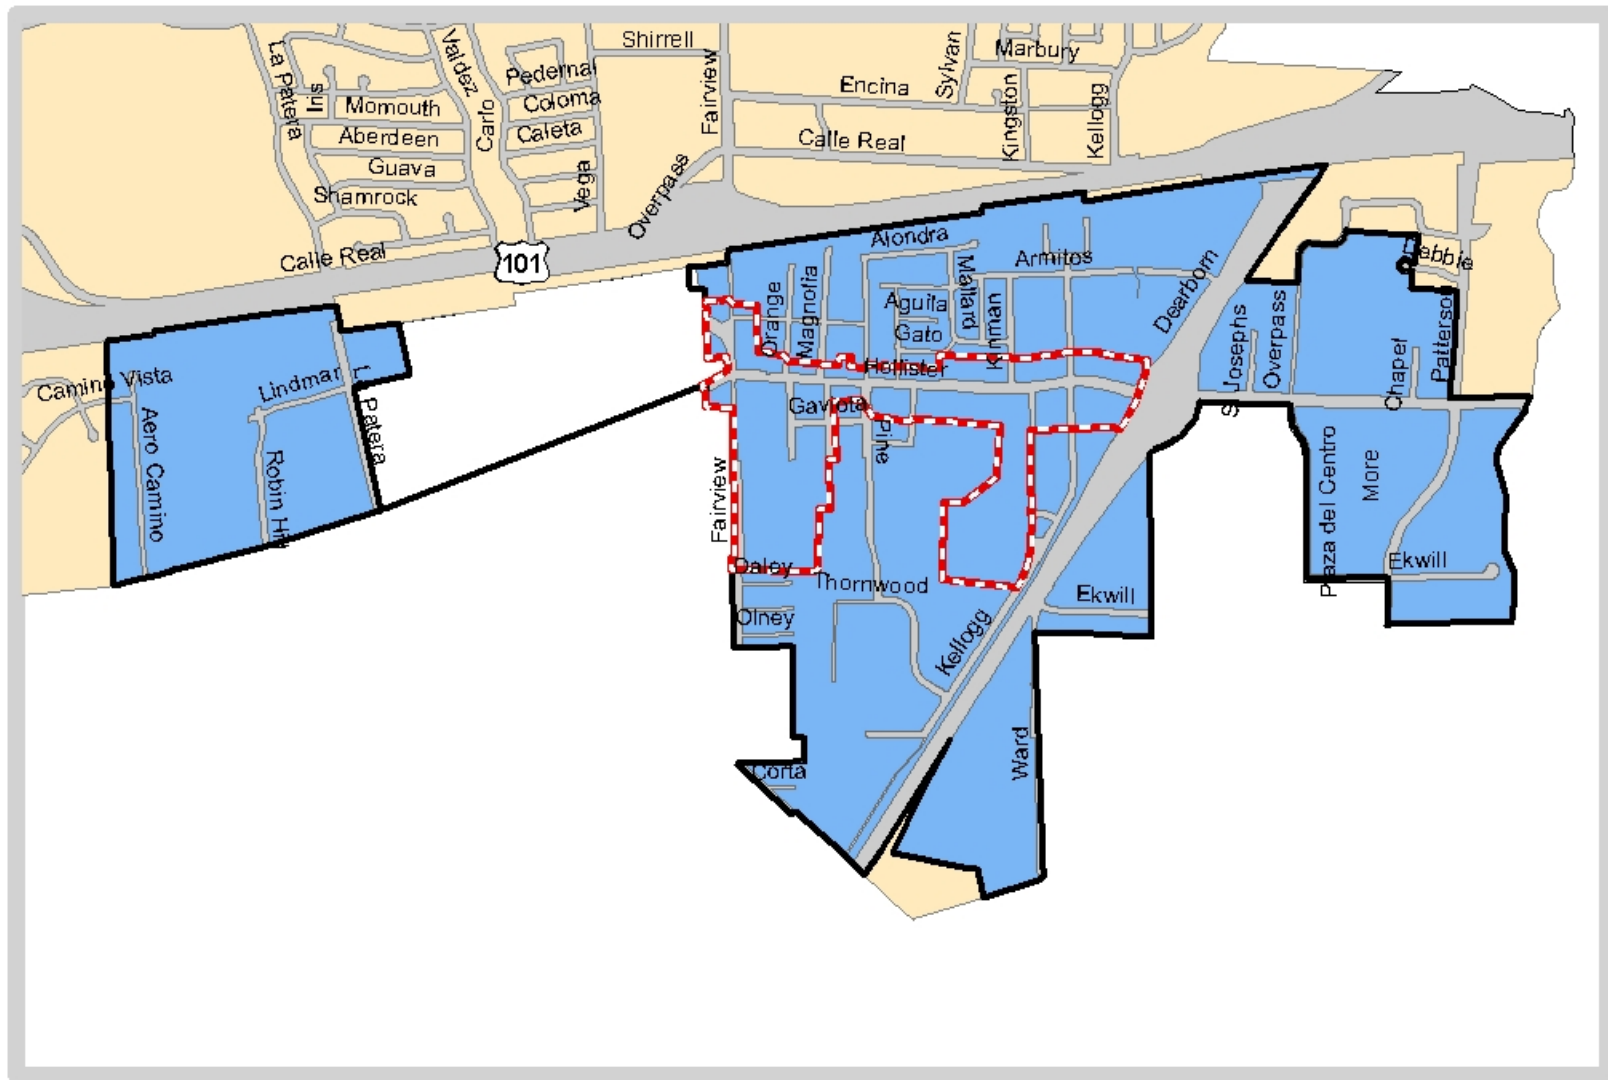 Shirrell
Marbury
Sylvan
Valdez
La Patera
Pedernal
Fairview
Encina
Iris
Momouth
Coloma
Kingston
Kellogg
Carlo
Aberdeen
Caleta
Calle Real
Guava
Vega
Shamrock
Overpass
Alondra
Calle Real
101
Armitos
Debbie
Dearborn
Orange
Magnolia
Aguila
Mallard
Kinman
Gato
St Josephs
Overpass
Patterson
Chapel
Hollister
Camino Vista
Lindmar
La Patera
Gaviota
Pine
Aero Camino
Robin Hill
Fairview
Plaza del Centro
More
Daley
Thornwood
Ekwill
Ekwill
Olney
Kellogg
Ward
Corta